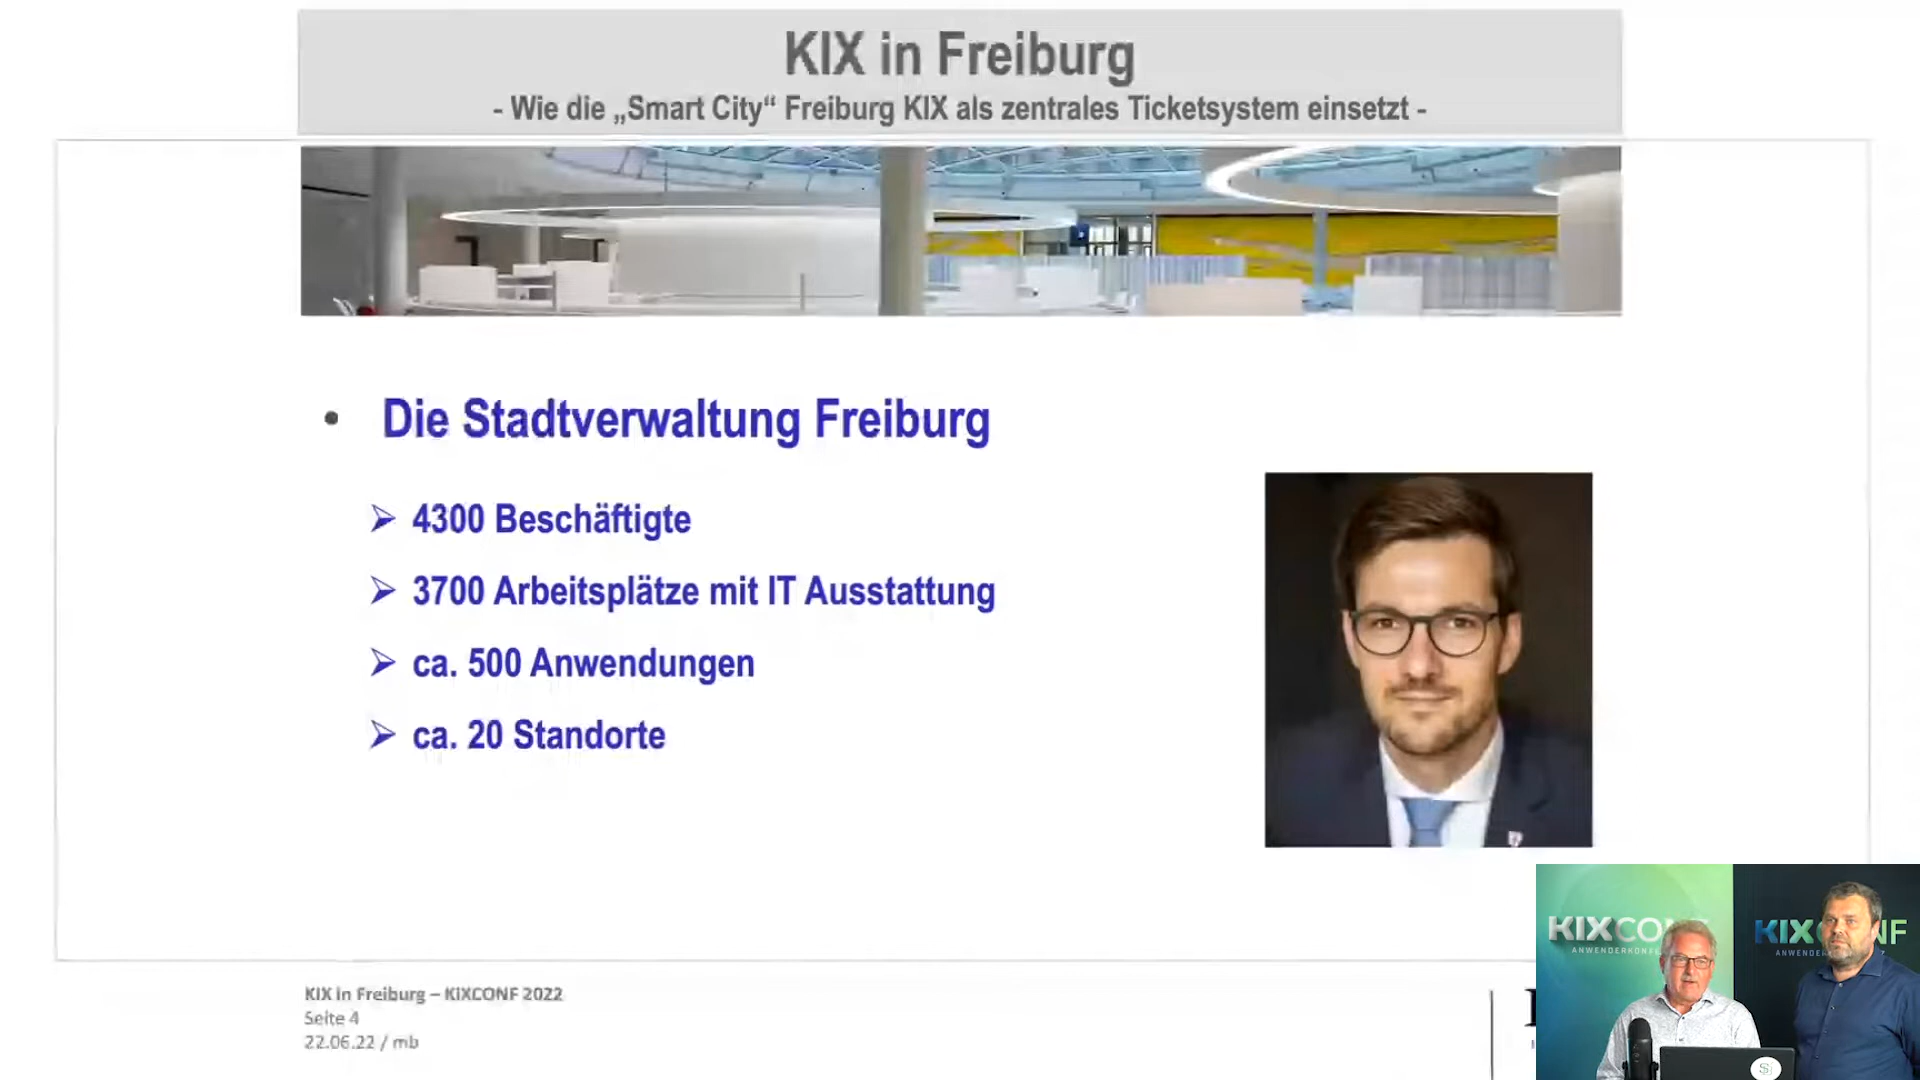 KIX in Freiburg
- Wie die „Smart City“ Freiburg KIX als zentrales Ticketsystem einsetzt -
• Die Stadtverwaltung Freiburg
➢ 4300 Beschäftigte
➢ 3700 Arbeitsplätze mit IT Ausstattung
➢ ca. 500 Anwendungen
➢ ca. 20 Standorte
KIX in Freiburg – KIXCONF 2022
Seite 4
22.06.22 / mb
KIXCO
ANWENDERKONF
KIX NF
ANWENDE